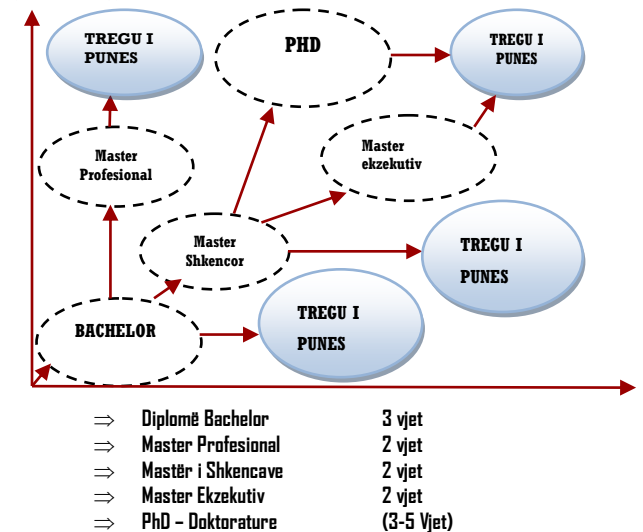 TREGU I
PUNES
PHD
TREGU I
PUNES
Master
Profesional
Master
ekzekutiv
Master
Shkencor
TREGU I
PUNES
BACHELOR
TREGU I
PUNES
⇒ Diplomë Bachelor 3 vjet
⇒ Master Profesional 2 vjet
⇒ Mastër i Shkencave 2 vjet
⇒ Master Ekzekutiv 2 vjet
⇒ PhD – Doktorature (3-5 Vjet)